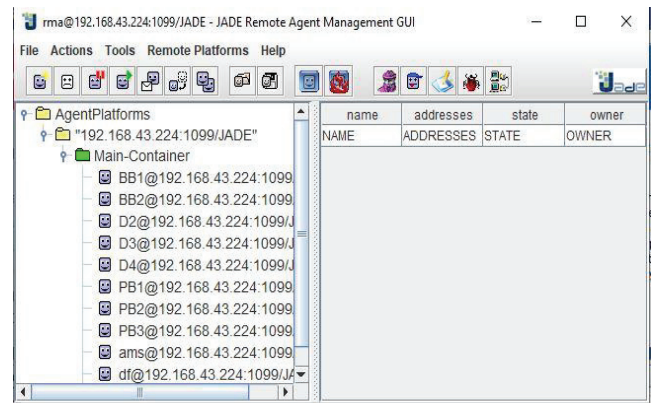 rma@192.168.43.224:1099/JADE - JADE Remote Agent Management GUI
File Actions Tools Remote Platforms Help
Jade
AgentPlatforms
"192.168.43.224:1099/JADE"
Main-Container
BB1@192.168.43.224:1099
BB2@192.168.43.224:1099
D2@192.168.43.224:1099/J
D3@192.168.43.224:1099/J
D4@192.168.43.224:1099/J
PB1@192.168.43.224:1099
PB2@192.168.43.224:1099
PB3@192.168.43.224:1099
ams@192.168.43.224:1099
df@192.168.43.224:1099/JA
name addresses state owner
NAME ADDRESSES STATE OWNER